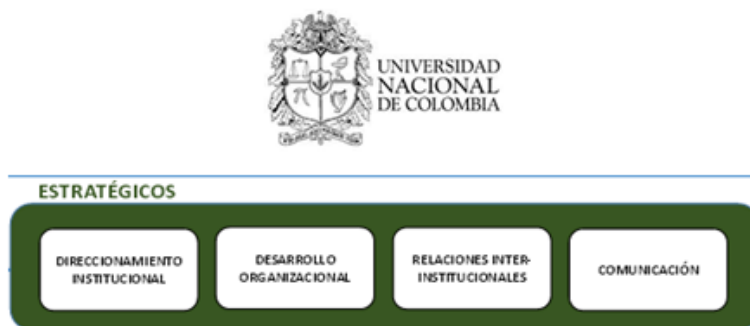 UNIVERSIDAD
NACIONAL
DE COLOMBIA
ESTRATÉGICOS
DIRECCIONAMIENTO
INSTITUCIONAL
DESARROLLO
ORGANIZACIONAL
RELACIONES INTER-
INSTITUCIONALES
COMUNICACIÓN